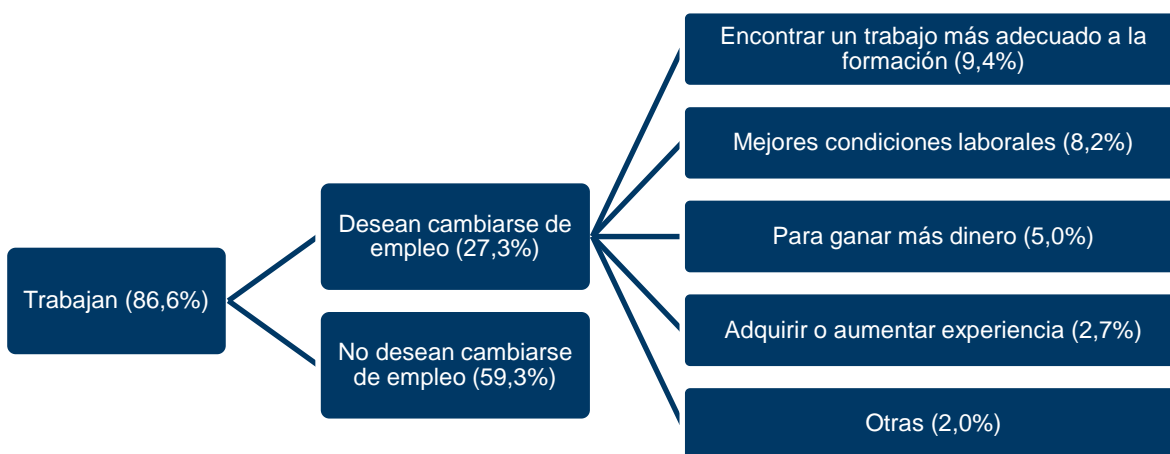 Trabajan (86,6%)
Desean cambiarse de
empleo (27,3%)
No desean cambiarse
de empleo (59,3%)
Encontrar un trabajo más adecuado a la
formación (9,4%)
Mejores condiciones laborales (8,2%)
Para ganar más dinero (5,0%)
Adquirir o aumentar experiencia (2,7%)
Otras (2,0%)